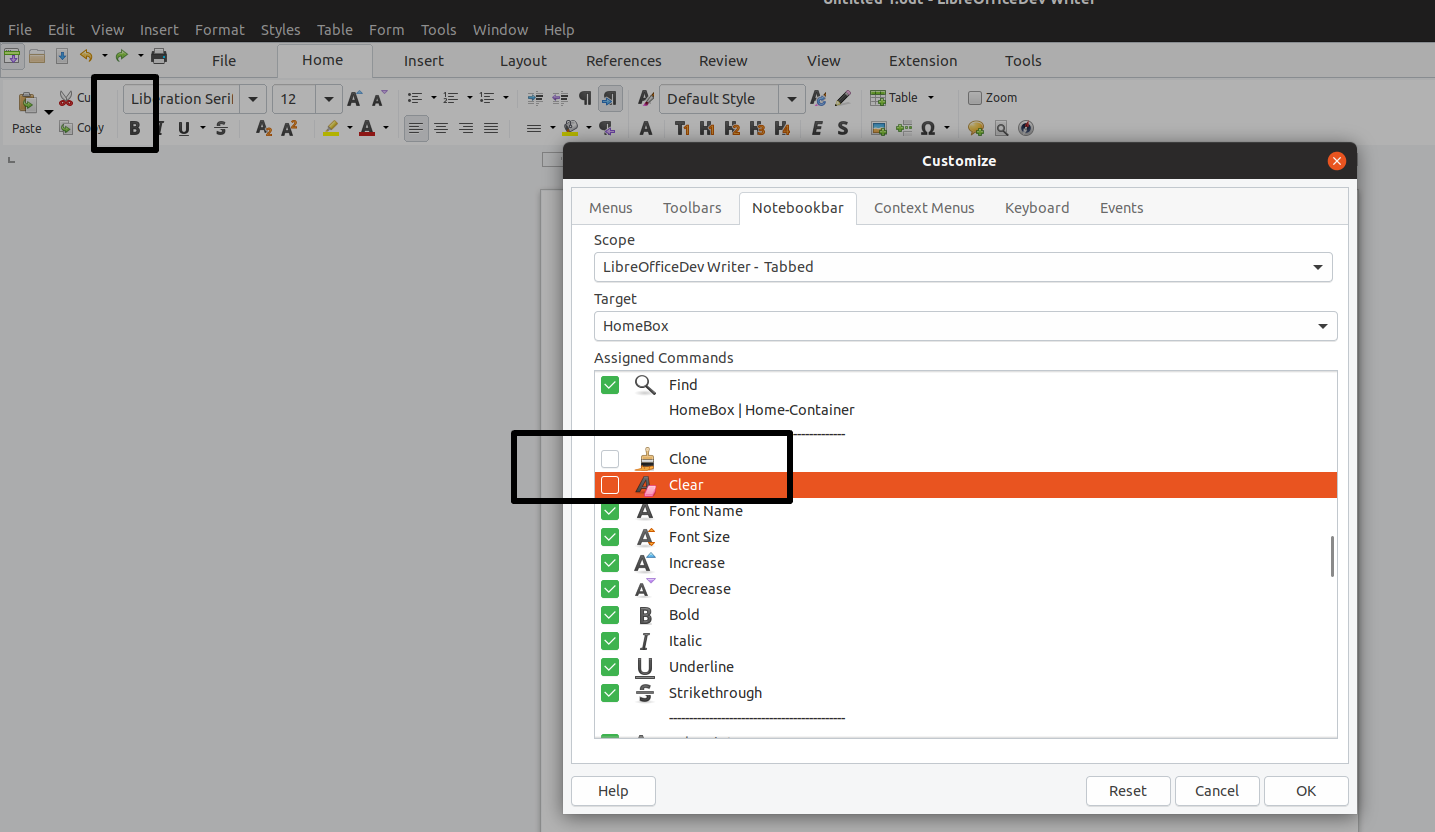 Untitled 1.odt - LibreOfficeDev Writer
File Edit View Insert Format Styles Table Form Tools Window Help
File Home Insert Layout References Review View Extension Tools
Liberation Seri 12 Default Style Table Zoom
Paste Copy
Customize
Menus Toolbars Notebookbar Context Menus Keyboard Events
Scope
LibreOfficeDev Writer - Tabbed
Target
HomeBox
Assigned Commands
Find
HomeBox | Home-Container
Clone
Clear
Font Name
Font Size
Increase
Decrease
Bold
Italic
Underline
Strikethrough
Help Reset Cancel OK